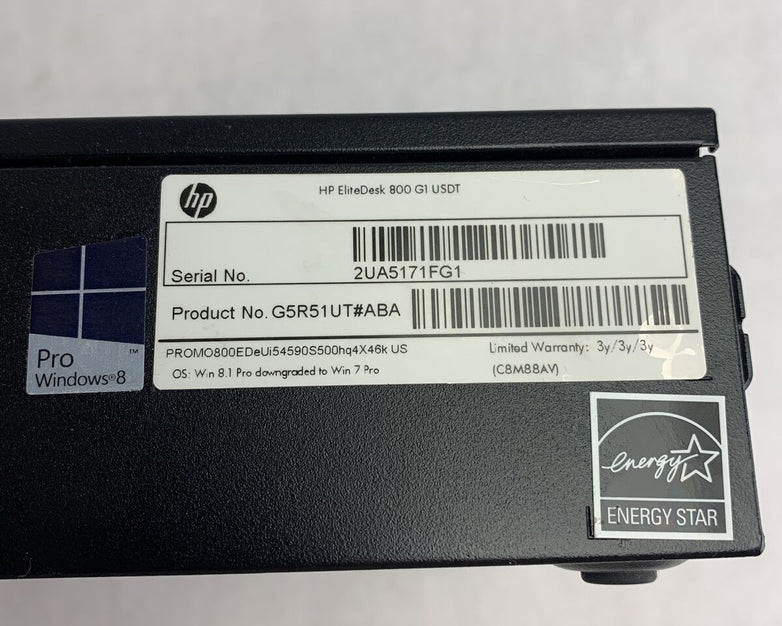 hp
HP EliteDesk 800 G1 USDT
Serial No.
2UA5171FG1
Product No. G5R51UT#ABA
PROMO800EDeUi54590S500hq4X46k US
Limited Warranty: 3y/3y/3y
OS: Win 8.1 Pro downgraded to Win 7 Pro
(C8M88AV)
Pro
Windows®8
™
energy
ENERGY STAR